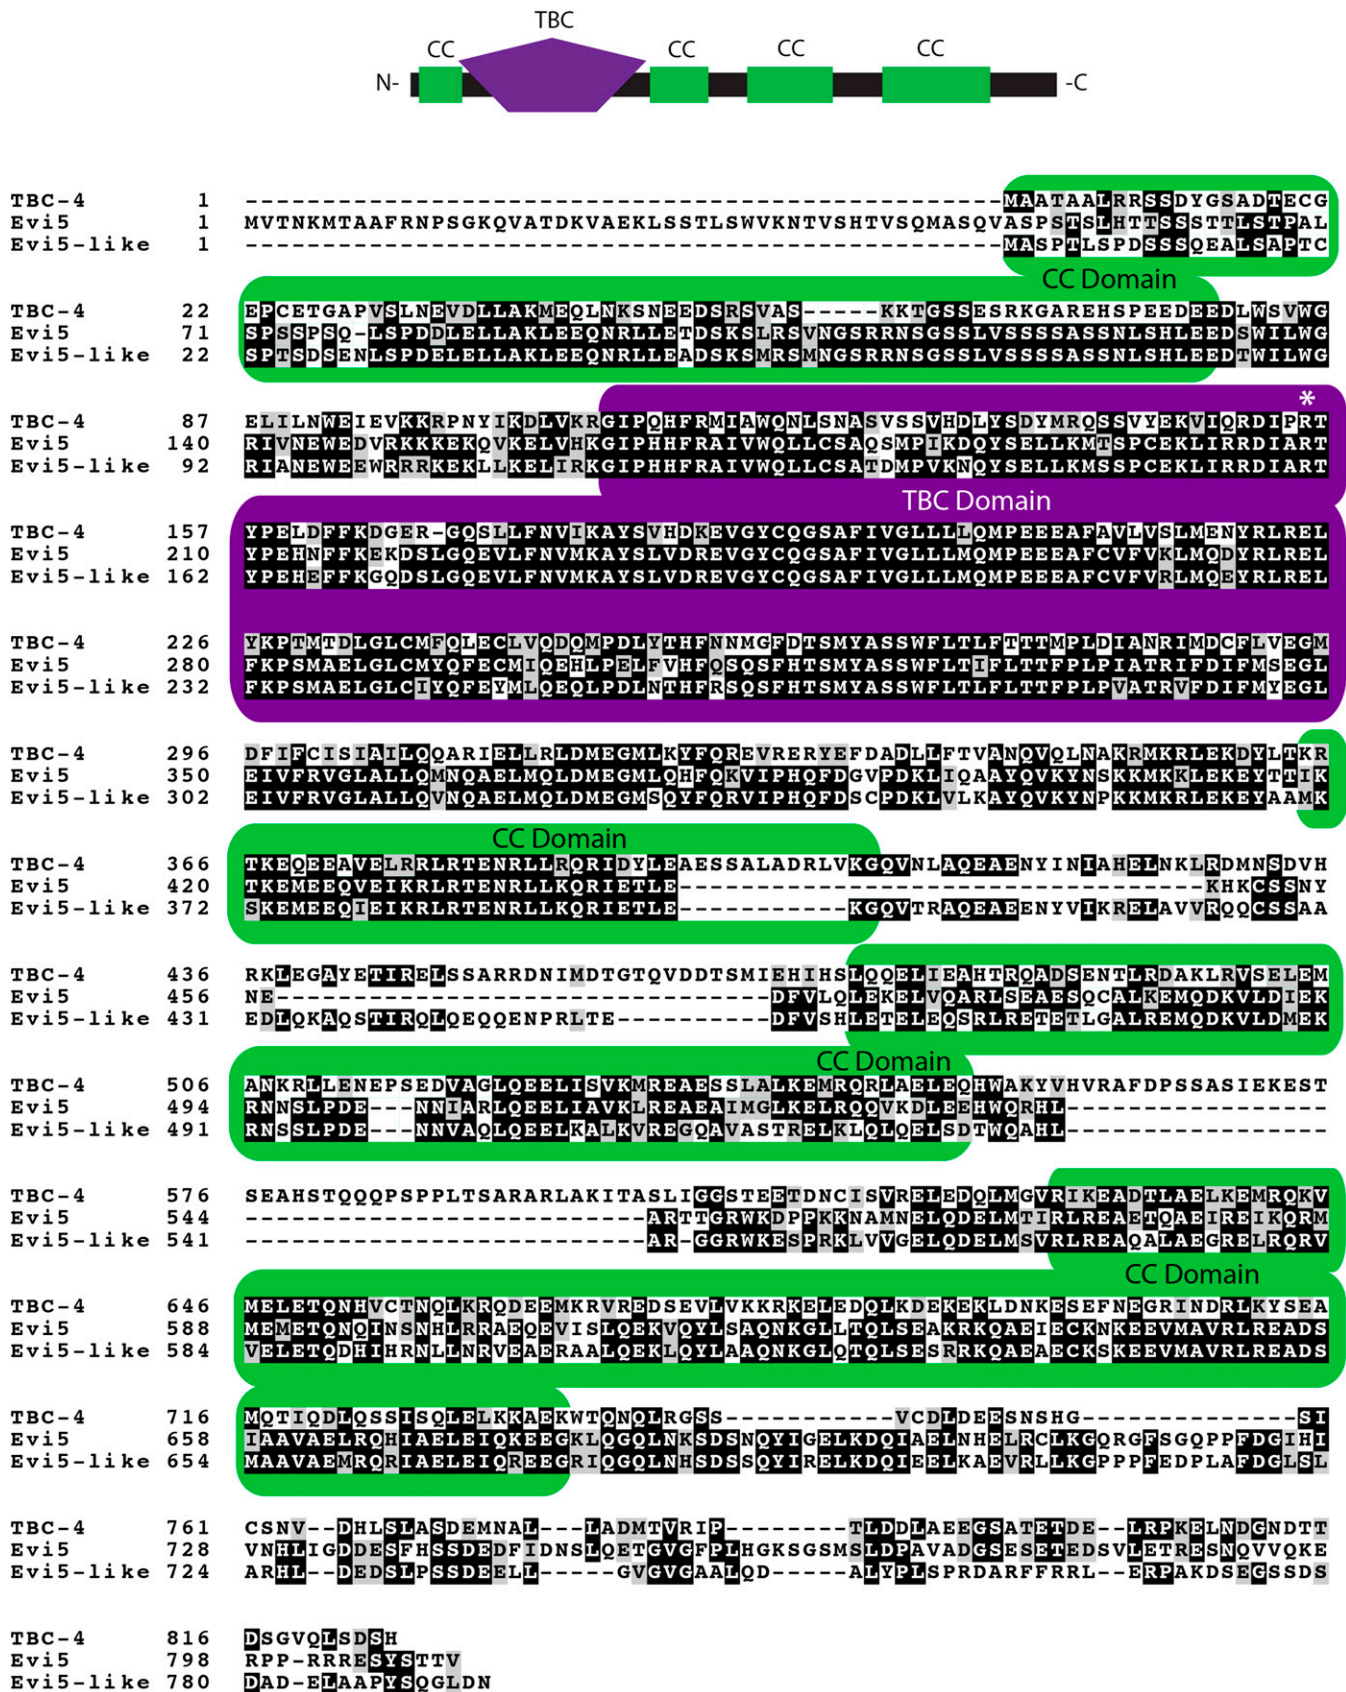 TBC
CC CC CC CC
N- -C
TBC-4 1 -------------------------------------------------MAATAALRRSSDYGSADTECG
Evi5 1 MVTNKMTAAFRNPSGKQVATDKVAEKLSSTLSWVKNTVSHTVSQMASQVASPSTSLHTTSSSTTLSTPAL
Evi5-like 1 -------------------------------------------------MASPTLSPDSSSQEALSAPTC
CC Domain
TBC-4 22 EPCETGAPVSLNEVDLLAKMEQLNKSNEEDSRSVAS-----KKTGSSESRKGAREHSPEEDEEDLWSVWG
Evi5 71 SPSSPSQ-LSPDDLELLAKLEEQNRLLETDSKSLRSVNGSRRNSGSSLVSSSSASSNLSHLEEDSWILWG
Evi5-like 22 SPTSDSENLSPDELELLAKLEEQNRLLEADSKSMRSMNGSRRNSGSSLVSSSSASSNLSHLEEDTWILWG
*
TBC-4 87 ELILNWEIEVKKRPNYIKDLVKRGIPQHFRMIAWQNLSNASVSSVHDLYSDYMRQSSVYEKVIQRDIPRT
Evi5 140 RIVNEWEDVRKKKEKQVKELVHKGIPHHFRAIVWQLLCSAQSMPIKDQYSELLKMTSPCEKLIRRDIART
Evi5-like 92 RIANEWEEWRRRKEKLLKELIRKGIPHHFRAIVWQLLCSATDMPVKNQYSELLKMSSPCEKLIRRDIART
TBC Domain
TBC-4 157 YPELDFFKDGER-GQSLLFNVIKAYSVHDKEVGYCQGSAFIVGLLLLQMPEEEAFAVLVSLMENYRLREL
Evi5 210 YPEHNFFKEKDSLGQEVLFNVMKAYSLVDREVGYCQGSAFIVGLLLMQMPEEEAFCVFVKLMQDYRLREL
Evi5-like 162 YPEHEFFKGQDSLGQEVLFNVMKAYSLVDREVGYCQGSAFIVGLLLMQMPEEEAFCVFVRLMQEYRLREL
TBC-4 226 YKPTMTDLGLCMFQLECLVQDQMPDLYTHFNNMGFDTSMYASSWFLTLFTTTMPLDIANRIMDCFLVEGM
Evi5 280 FKPSMAELGLCMYQFECMIQEHLPELFVHFQSQSFHTSMYASSWFLTIFLTTFPLPIATRIFDIFMSEGL
Evi5-like 232 FKPSMAELGLCIYQFEYMLQEQLPDLNTHFRSQSFHTSMYASSWFLTLFLTTFPLPVATRVFDIFMYEGL
TBC-4 296 DFIFCISIAILQQARIELLRLDMEGMLKYFQREVRERYEFDADLLFTVANQVQLNAKRMKRLEKDYLTKR
Evi5 350 EIVFRVGLALLQMNQAELMQLDMEGMLQHFQKVIPHQFDGVPDKLIQAAYQVKYNSKKMKKLEKEYTTIK
Evi5-like 302 EIVFRVGLALLQVNQAELMQLDMEGMSQYFQRVIPHQFDSCPDKLVLKAYQVKYNPKKMKRLEKEYAAMK
CC Domain
TBC-4 366 TKEQEEAVELRRLRTENRLLRQRIDYLEAESSALADRLVKGQVNLAQEAENYINIAHELNKLRDMNSDVH
Evi5 420 TKEMEEQVEIKRLRTENRLLKQRIETLE----------------------------------KHKCSSNY
Evi5-like 372 SKEMEEQIEIKRLRTENRLLKQRIETLE-----------KGQVTRAQEAEENYVIKRELAVVRQQCSSAA
TBC-4 436 RKLEGAYETIRELSSARRDNIMDTGTQVDDTSMIEHIHSLQQELIEAHTRQADSENTLRDAKLRVSELEM
Evi5 456 NE--------------------------------DFVLQLEKELVQARLSEAESQCALKEMQDKVLDIEK
Evi5-like 431 EDLQKAQSTIRQLQEQQENPRLTE----------DFVSHLETELEQSRLRETETLGALREMQDKVLDMEK
CC Domain
TBC-4 506 ANKRLLENEPSEDVAGLQEELISVKMREAESSLALKEMRQRLAELEQHWAKYVHVRAFDPSSASIEKEST
Evi5 494 RNNSLPDE---NNIARLQEELIAVKLREAEAIMGLKELRQQVKDLEEHWQRHL-----------------
Evi5-like 491 RNSSLPDE---NNVAQLQEELKALKVREGQAVASTRELKLQLQELSDTWQAHL-----------------
TBC-4 576 SEAHSTQQQPSPPLTSARARLAKITASLIGGSTEETDNCISVRELEDQLMGVRIKEADTLAELKEMRQKV
Evi5 544 --------------------------ARTTGRWKDPPKKNAMNELQDELMTIRLREAETQAEIREIKQRM
Evi5-like 541 --------------------------AR-GGRWKESPRKLVVGELQDELMSVRLREAQALAEGRELRQRV
CC Domain
TBC-4 646 MELETQNHVCTNQLKRQDEEMKRVREDSEVLVKKRKELEDQLKDEKEKLDNKESEFNEGRINDRLKYSEA
Evi5 588 MEMETQNQINSNHLRRAEQEVISLQEKVQYLSAQNKGLLTQLSEAKRKQAEIECKNKEEVMAVRLREADS
Evi5-like 584 VELETQDHIHRNLLNRVEAERAALQEKLQYLAAQNKGLQTQLSESRRKQAEAECKSKEEVMAVRLREADS
TBC-4 716 MQTIQDLQSSISQLELKKAEKWTQNQLRGSS-----------VCDLDEESNSHG--------------SI
Evi5 658 IAAVAELRQHIAELEIQKEEGKLQGQLNKSDSNQYIGELKDQIAELNHELRCLKGQRGFSGQPPFDGIHI
Evi5-like 654 MAAVAEMRQRIAELEIQREEGRIQGQLNHSDSSQYIRELKDQIEELKAEVRLLKGPPPFEDPLAFDGLSL
TBC-4 761 CSNV--DHLSLASDEMNAL---LADMTVRIP--------TLDDLAEEGSATETDE--LRPKELNDGNDTT
Evi5 728 VNHLIGDDESFHSSDEDFIDNSLQETGVGFPLHGKSGSMSLDPAVADGSESETEDSVLETRESNQVVQKE
Evi5-like 724 ARHL--DEDSLPSSDEELL-----GVGVGAALQD-----ALYPLSPRDARFFRRL--ERPAKDSEGSSDS
TBC-4 816 DSGVQLSDSH
Evi5 798 RPP-RRRESYSTTV
Evi5-like 780 DAD-ELAAPYSQGLDN